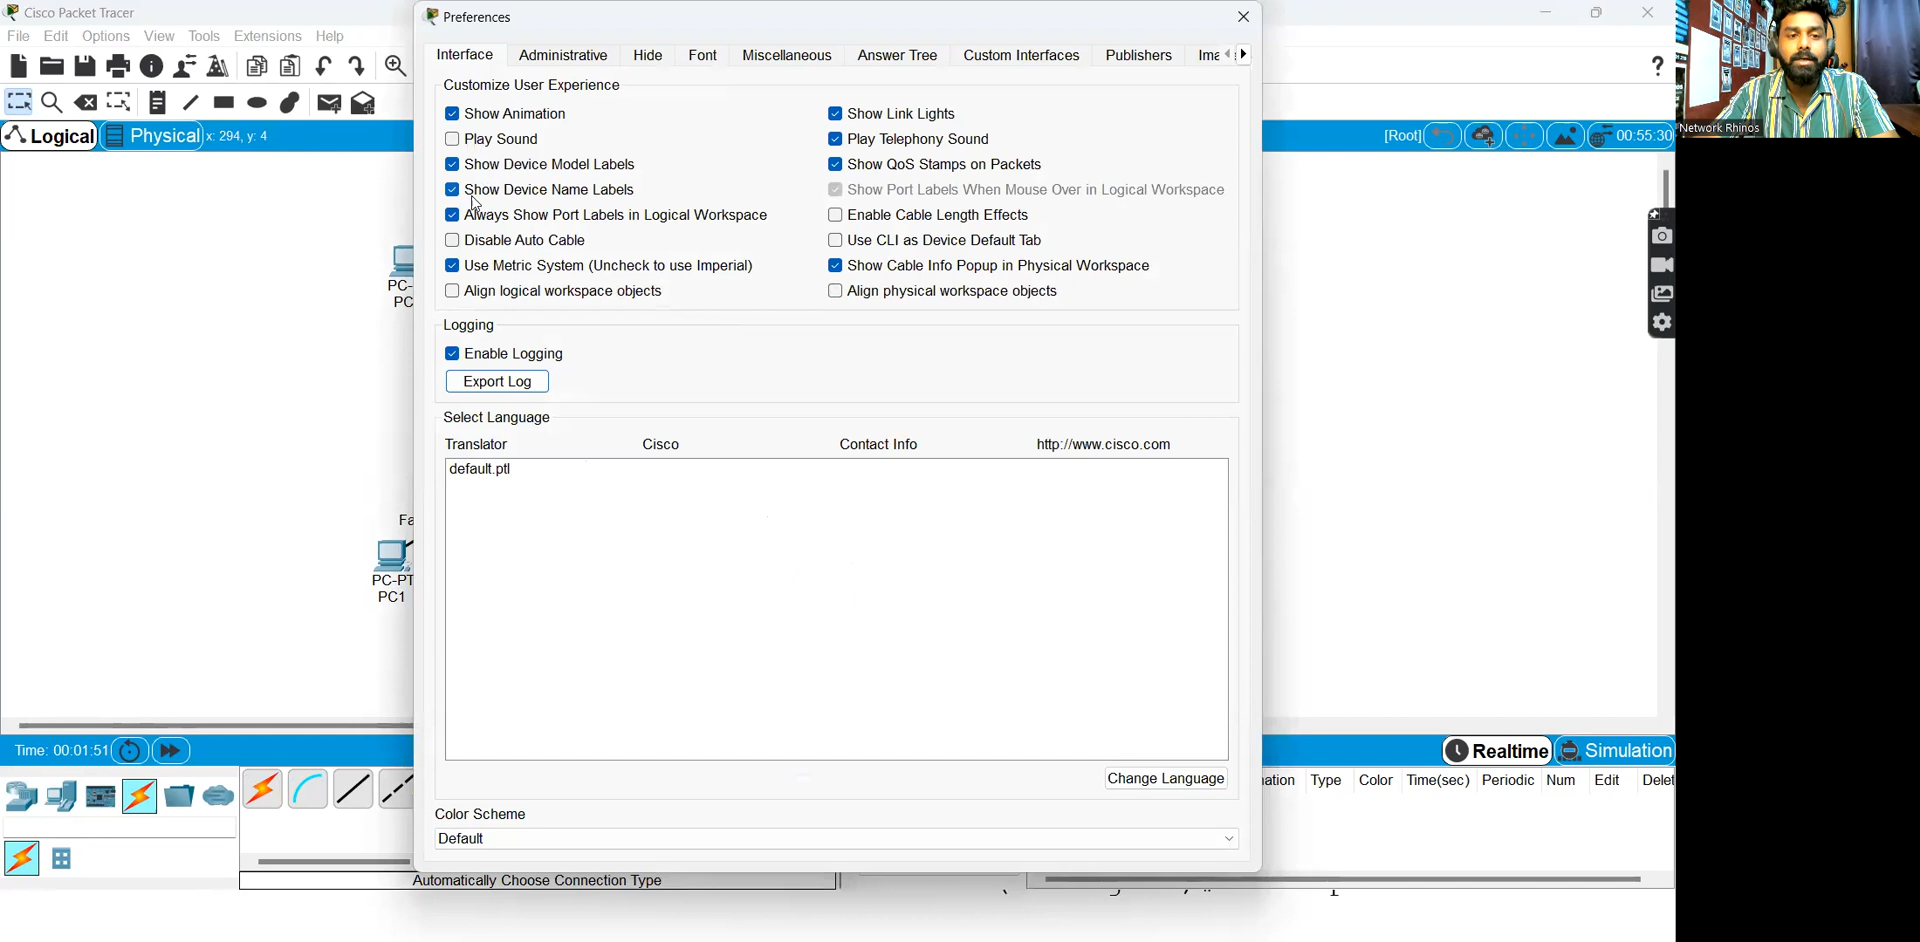 Cisco Packet Tracer
File Edit Options View Tools Extensions Help
Logical Physical x: 294, y: 4
[Root] 00:55:30
Preferences
Interface Administrative Hide Font Miscellaneous Answer Tree Custom Interfaces Publishers Ima
Customize User Experience
Show Animation
Show Link Lights
Play Sound
Play Telephony Sound
Show Device Model Labels
Show QoS Stamps on Packets
Show Device Name Labels
Show Port Labels When Mouse Over in Logical Workspace
Always Show Port Labels in Logical Workspace
Enable Cable Length Effects
Disable Auto Cable
Use CLI as Device Default Tab
Use Metric System (Uncheck to use Imperial)
Show Cable Info Popup in Physical Workspace
Align logical workspace objects
Align physical workspace objects
Logging
Enable Logging
Export Log
Select Language
Translator Cisco Contact Info http://www.cisco.com
default.ptl
Change Language
Color Scheme
Default
PC-
PC
Fa
PC-PT
PC1
Time: 00:01:51
Realtime Simulation
ation Type Color Time(sec) Periodic Num Edit Delet
Automatically Choose Connection Type
?
Network Rhinos